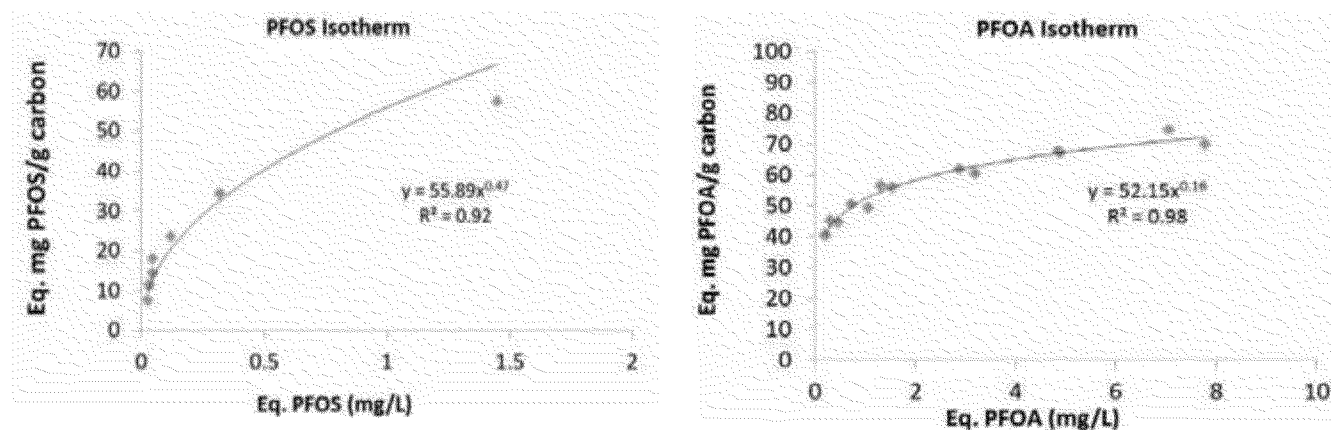 PFOS Isotherm
Eq. mg PFOS/g carbon
70
60
50
40
30
20
10
0
y = 55.89x^0.47
R² = 0.92
0 0.5 1 1.5 2
Eq. PFOS (mg/L)
PFOA Isotherm
Eq. mg PFOA/g carbon
100
90
80
70
60
50
40
30
20
10
0
y = 52.15x^0.16
R² = 0.98
0 2 4 6 8 10
Eq. PFOA (mg/L)